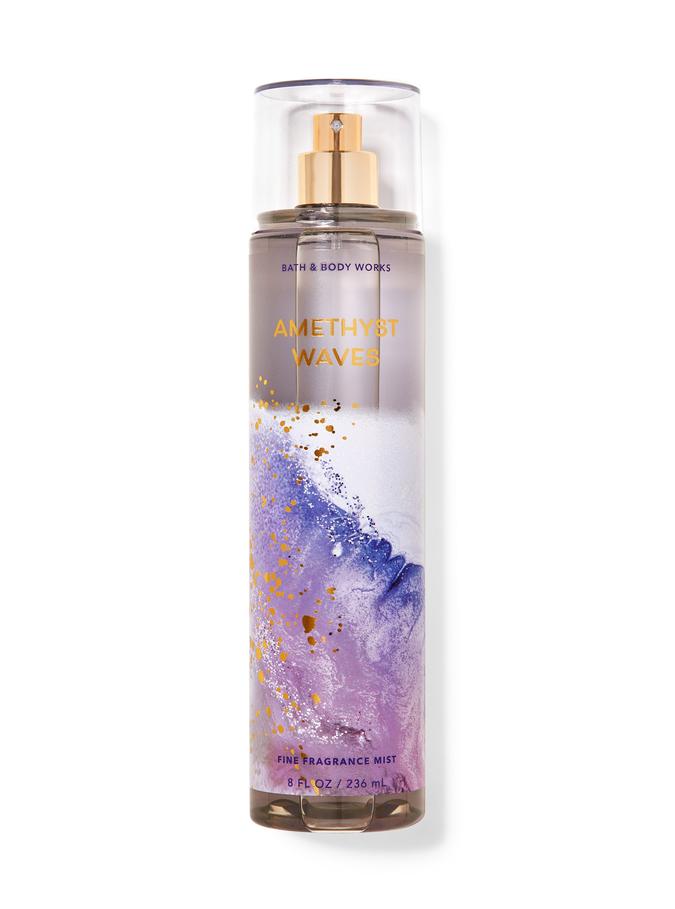 BATH & BODY WORKS
AMETHYST
WAVES
FINE FRAGRANCE MIST
8 FL OZ / 236 mL